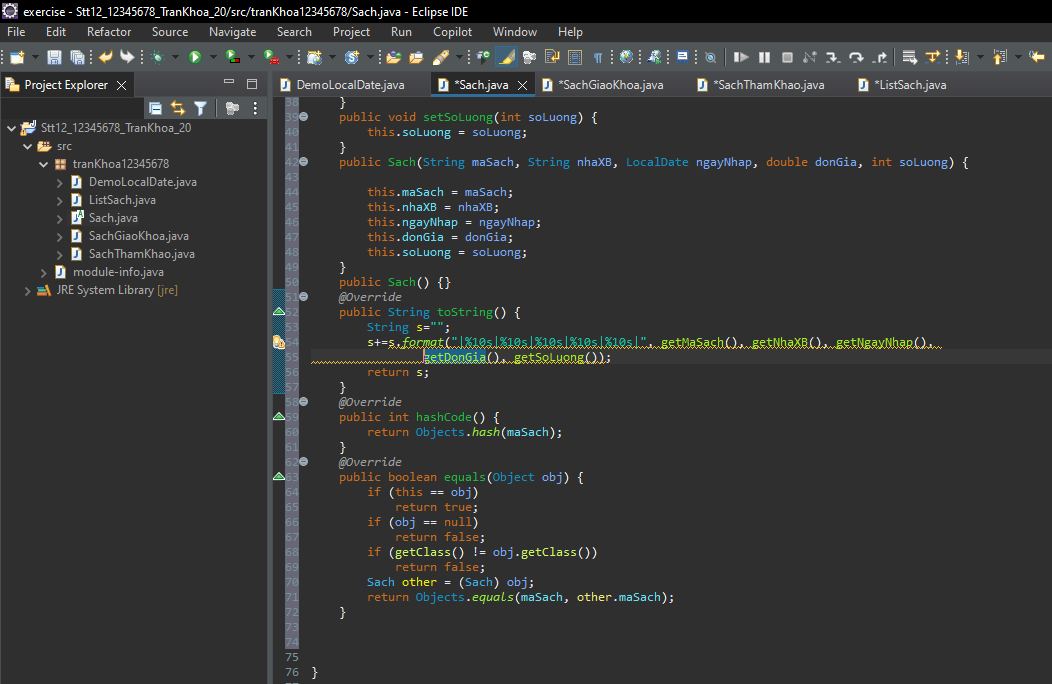 exercise - Stt12_12345678_TranKhoa_20/src/tranKhoa12345678/Sach.java - Eclipse IDE
File Edit Refactor Source Navigate Search Project Run Copilot Window Help
Project Explorer
DemoLocalDate.java *Sach.java *SachGiaoKhoa.java *SachThamKhao.java *ListSach.java
Stt12_12345678_TranKhoa_20
src
tranKhoa12345678
DemoLocalDate.java
ListSach.java
Sach.java
SachGiaoKhoa.java
SachThamKhao.java
module-info.java
JRE System Library [jre]
38 }
39 public void setSoLuong(int soLuong) {
40 this.soLuong = soLuong;
41 }
42 public Sach(String maSach, String nhaXB, LocalDate ngayNhap, double donGia, int soLuong) {
43
44 this.maSach = maSach;
45 this.nhaXB = nhaXB;
46 this.ngayNhap = ngayNhap;
47 this.donGia = donGia;
48 this.soLuong = soLuong;
49 }
50 public Sach() {}
51 @Override
52 public String toString() {
53 String s="";
54 s+=s.format("|%10s|%10s|%10s|%10s|%10s|", getMaSach(), getNhaXB(), getNgayNhap(),
55 getDonGia(), getSoLuong());
56 return s;
57 }
58 @Override
59 public int hashCode() {
60 return Objects.hash(maSach);
61 }
62 @Override
63 public boolean equals(Object obj) {
64 if (this == obj)
65 return true;
66 if (obj == null)
67 return false;
68 if (getClass() != obj.getClass())
69 return false;
70 Sach other = (Sach) obj;
71 return Objects.equals(maSach, other.maSach);
72 }
73
74
75
76 }